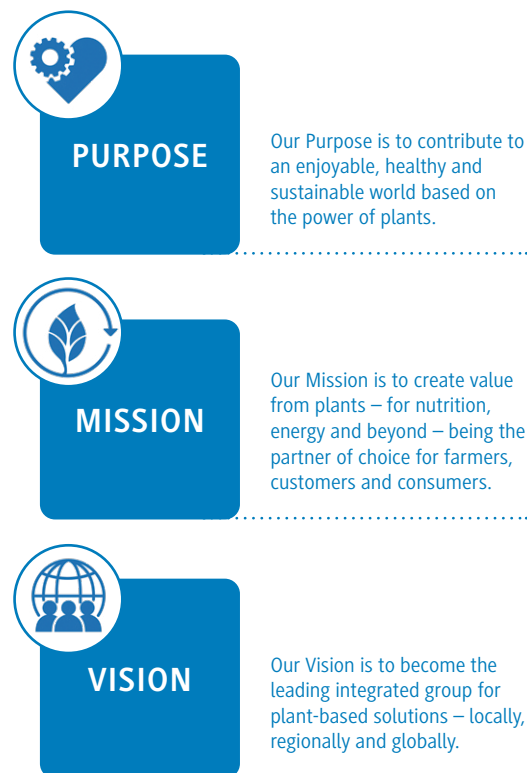 PURPOSE
Our Purpose is to contribute to
an enjoyable, healthy and
sustainable world based on
the power of plants.
MISSION
Our Mission is to create value
from plants – for nutrition,
energy and beyond – being the
partner of choice for farmers,
customers and consumers.
VISION
Our Vision is to become the
leading integrated group for
plant-based solutions – locally,
regionally and globally.